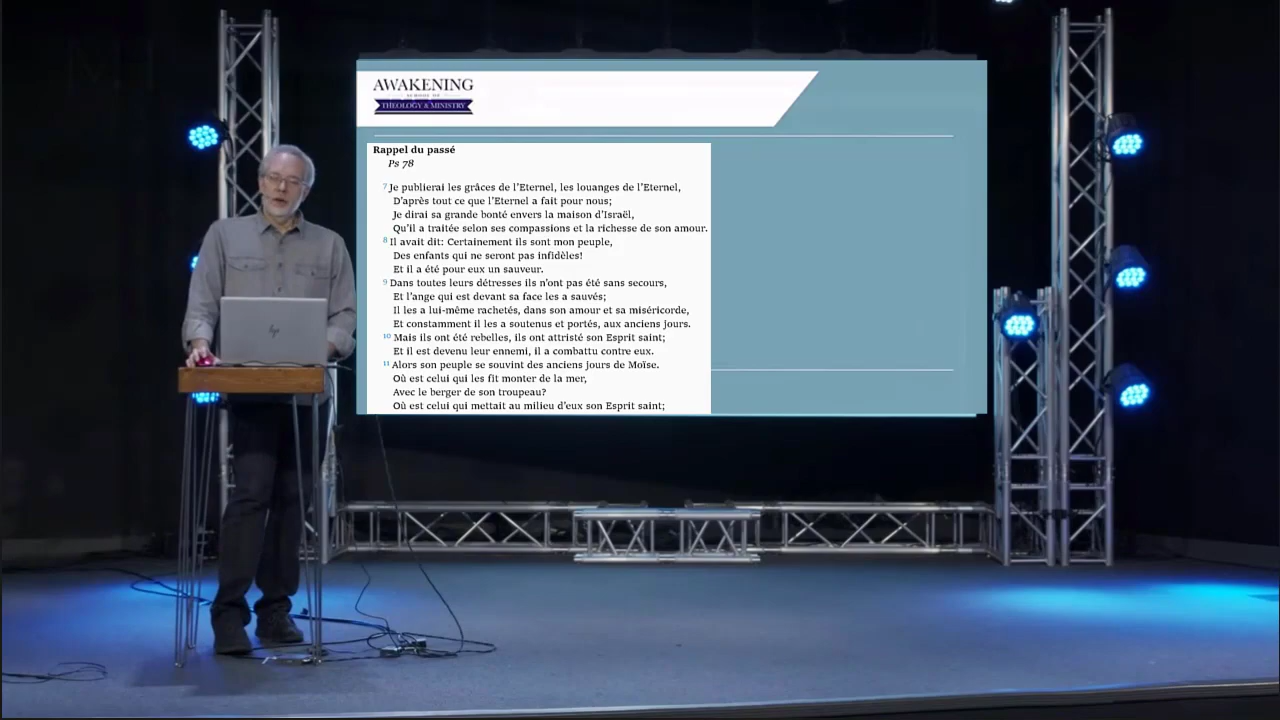 AWAKENING
SCHOOL OF
THEOLOGY & MINISTRY
Rappel du passé
Ps 78
7 Je publierai les grâces de l'Eternel, les louanges de l'Eternel,
D'après tout ce que l'Eternel a fait pour nous;
Je dirai sa grande bonté envers la maison d'Israël,
Qu'il a traitée selon ses compassions et la richesse de son amour.
8 Il avait dit: Certainement ils sont mon peuple,
Des enfants qui ne seront pas infidèles!
Et il a été pour eux un sauveur.
9 Dans toutes leurs détresses ils n'ont pas été sans secours,
Et l'ange qui est devant sa face les a sauvés;
Il les a lui-même rachetés, dans son amour et sa miséricorde,
Et constamment il les a soutenus et portés, aux anciens jours.
10 Mais ils ont été rebelles, ils ont attristé son Esprit saint;
Et il est devenu leur ennemi, il a combattu contre eux.
11 Alors son peuple se souvint des anciens jours de Moïse.
Où est celui qui les fit monter de la mer,
Avec le berger de son troupeau?
Où est celui qui mettait au milieu d'eux son Esprit saint;
hp